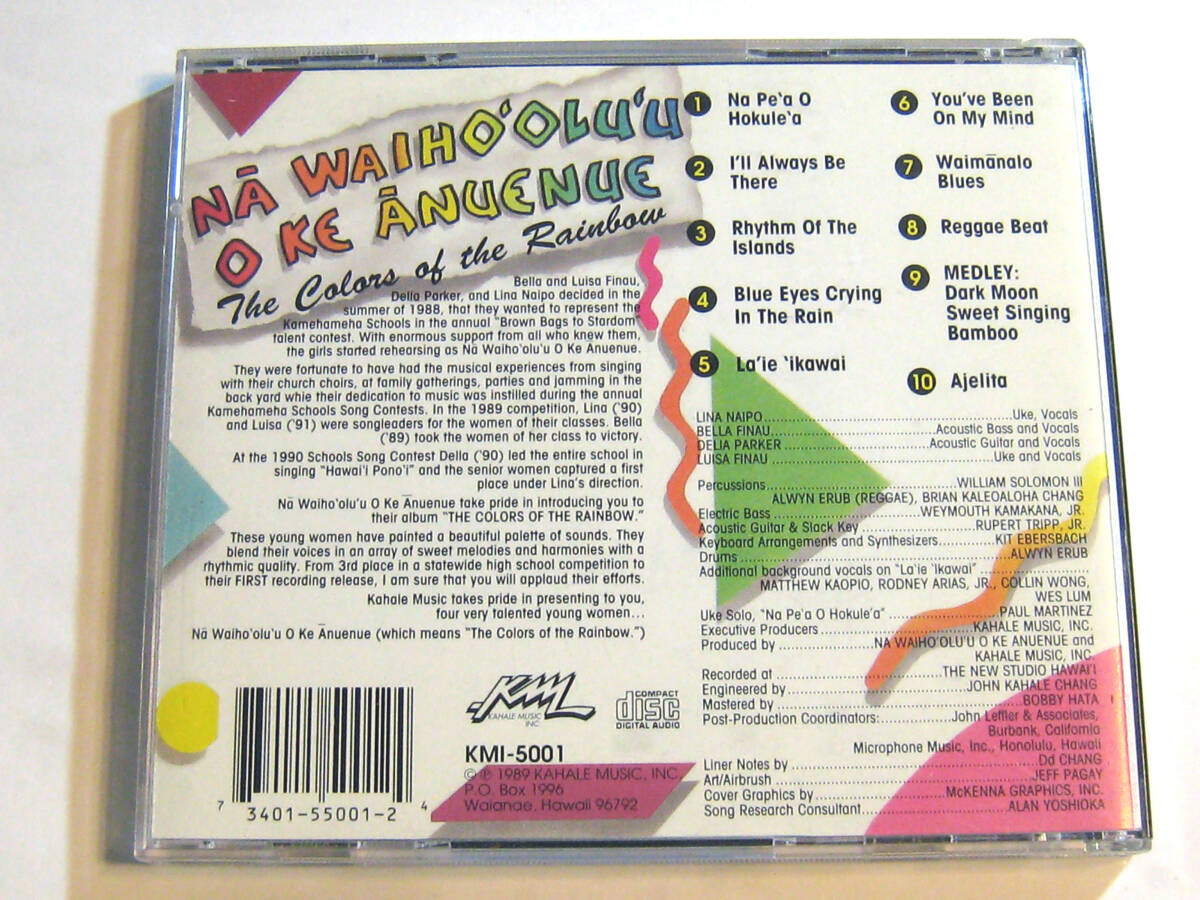 NĀ WAIHO‘OLU‘U
O KE ĀNUENUE
The Colors of the Rainbow
Bella and Luisa Finau,
Delia Parker, and Lina Naipo decided in the
summer of 1988, that they wanted to represent the
Kamehameha Schools in the annual "Brown Bags to Stardom"
talent contest. With enormous support from all who knew them,
the girls started rehearsing as Nā Waiho'olu'u O Ke Ānuenue.
They were fortunate to have had the musical experiences from singing
with their church choirs, at family gatherings, parties and jamming in the
back yard whie their dedication to music was instilled during the annual
Kamehameha Schools Song Contests. In the 1989 competition, Lina ('90)
and Luisa ('91) were songleaders for the women of their classes. Bella
('89) took the women of her class to victory.
At the 1990 Schools Song Contest Delia ('90) led the entire school in
singing "Hawai'i Pono'i" and the senior women captured a first
place under Lina's direction.
Nā Waiho'olu'u O Ke Ānuenue take pride in introducing you to
their album "THE COLORS OF THE RAINBOW."
These young women have painted a beautiful palette of sounds. They
blend their voices in an array of sweet melodies and harmonies with a
rhythmic quality. From 3rd place in a statewide high school competition to
their FIRST recording release, I am sure that you will applaud their efforts.
Kahale Music takes pride in presenting to you,
four very talented young women...
Nā Waiho'olu'u O Ke Ānuenue (which means "The Colors of the Rainbow.")
7 3401-55001-2 4
KML
KAHALE MUSIC
INC.
COMPACT
disc
DIGITAL AUDIO
KMI-5001
© ℗ 1989 KAHALE MUSIC, INC.
P.O. Box 1996
Waianae, Hawaii 96792
1 Na Pe‘a O
Hokule‘a
2 I'll Always Be
There
3 Rhythm Of The
Islands
4 Blue Eyes Crying
In The Rain
5 La'ie ‘ikawai
6 You've Been
On My Mind
7 Waimānalo
Blues
8 Reggae Beat
9 MEDLEY:
Dark Moon
Sweet Singing
Bamboo
10 Ajelita
LINA NAIPO Uke, Vocals
BELLA FINAU Acoustic Bass and Vocals
DELIA PARKER Acoustic Guitar and Vocals
LUISA FINAU Uke and Vocals
Percussions WILLIAM SOLOMON III
ALWYN ERUB (REGGAE), BRIAN KALEOALOHA CHANG
Electric Bass WEYMOUTH KAMAKANA, JR.
Acoustic Guitar & Slack Key RUPERT TRIPP, JR.
Keyboard Arrangements and Synthesizers KIT EBERSBACH
Drums ALWYN ERUB
Additional background vocals on "La'ie 'ikawai"
MATTHEW KAOPIO, RODNEY ARIAS, JR., COLLIN WONG,
WES LUM
Uke Solo, "Na Pe'a O Hokule'a" PAUL MARTINEZ
Executive Producers KAHALE MUSIC, INC.
Produced by NA WAIHO'OLU'U O KE ANUENUE and
KAHALE MUSIC, INC.
Recorded at THE NEW STUDIO HAWAI'I
Engineered by JOHN KAHALE CHANG
Mastered by BOBBY HATA
Post-Production Coordinators: John Leffler & Associates,
Burbank, California
Microphone Music, Inc., Honolulu, Hawaii
Liner Notes by Dd CHANG
Art/Airbrush JEFF PAGAY
Cover Graphics by McKENNA GRAPHICS, INC.
Song Research Consultant ALAN YOSHIOKA